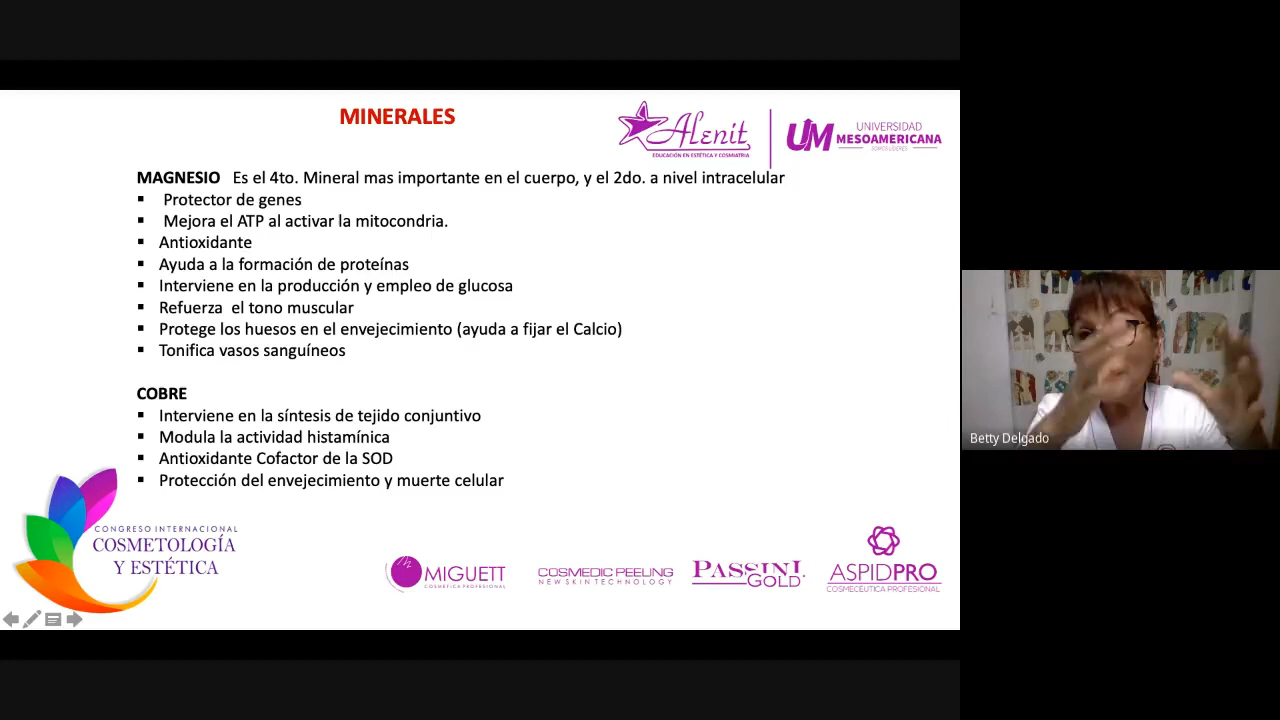 MINERALES
Alenit
EDUCACIÓN EN ESTÉTICA Y COSMIATRIA
UM
UNIVERSIDAD
MESOAMERICANA
SOMOS LÍDERES
MAGNESIO Es el 4to. Mineral mas importante en el cuerpo, y el 2do. a nivel intracelular
▪ Protector de genes
▪ Mejora el ATP al activar la mitocondria.
▪ Antioxidante
▪ Ayuda a la formación de proteínas
▪ Interviene en la producción y empleo de glucosa
▪ Refuerza el tono muscular
▪ Protege los huesos en el envejecimiento (ayuda a fijar el Calcio)
▪ Tonifica vasos sanguíneos
COBRE
▪ Interviene en la síntesis de tejido conjuntivo
▪ Modula la actividad histamínica
▪ Antioxidante Cofactor de la SOD
▪ Protección del envejecimiento y muerte celular
Betty Delgado
CONGRESO INTERNACIONAL
COSMETOLOGÍA
Y ESTÉTICA
MIGUETT
COSMÉTICA PROFESIONAL
COSMEDIC PEELING
NEW SKIN TECHNOLOGY
PASSINI
GOLD
ASPIDPRO
COSMECÉUTICA PROFESIONAL